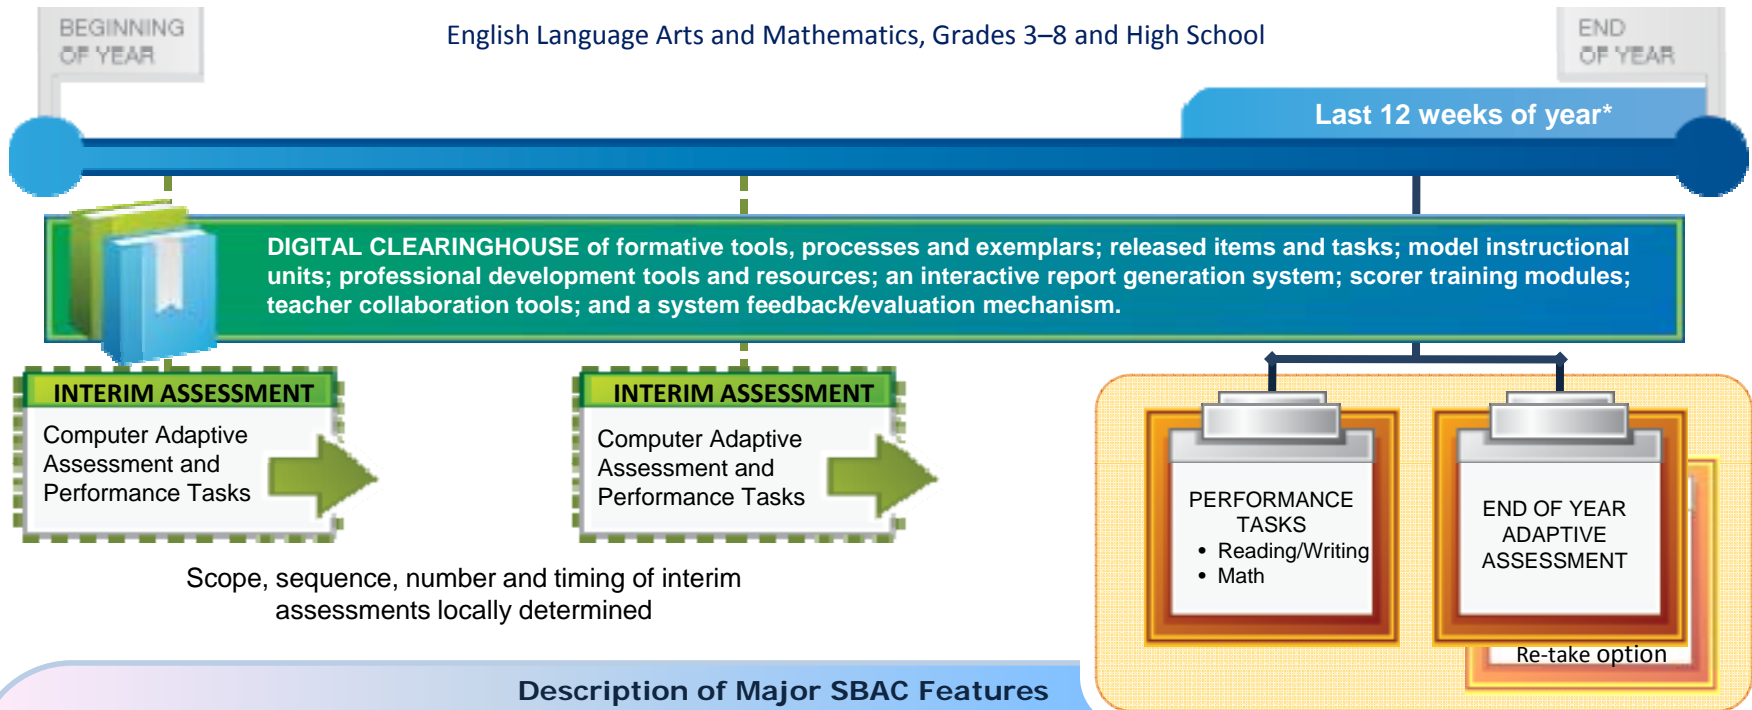 BEGINNING
OF YEAR
English Language Arts and Mathematics, Grades 3–8 and High School
END
OF YEAR
Last 12 weeks of year*
DIGITAL CLEARINGHOUSE of formative tools, processes and exemplars; released items and tasks; model instructional
units; professional development tools and resources; an interactive report generation system; scorer training modules;
teacher collaboration tools; and a system feedback/evaluation mechanism.
INTERIM ASSESSMENT
Computer Adaptive
Assessment and
Performance Tasks
INTERIM ASSESSMENT
Computer Adaptive
Assessment and
Performance Tasks
PERFORMANCE
TASKS
• Reading/Writing
• Math
END OF YEAR
ADAPTIVE
ASSESSMENT
Re-take option
Scope, sequence, number and timing of interim
assessments locally determined
Description of Major SBAC Features